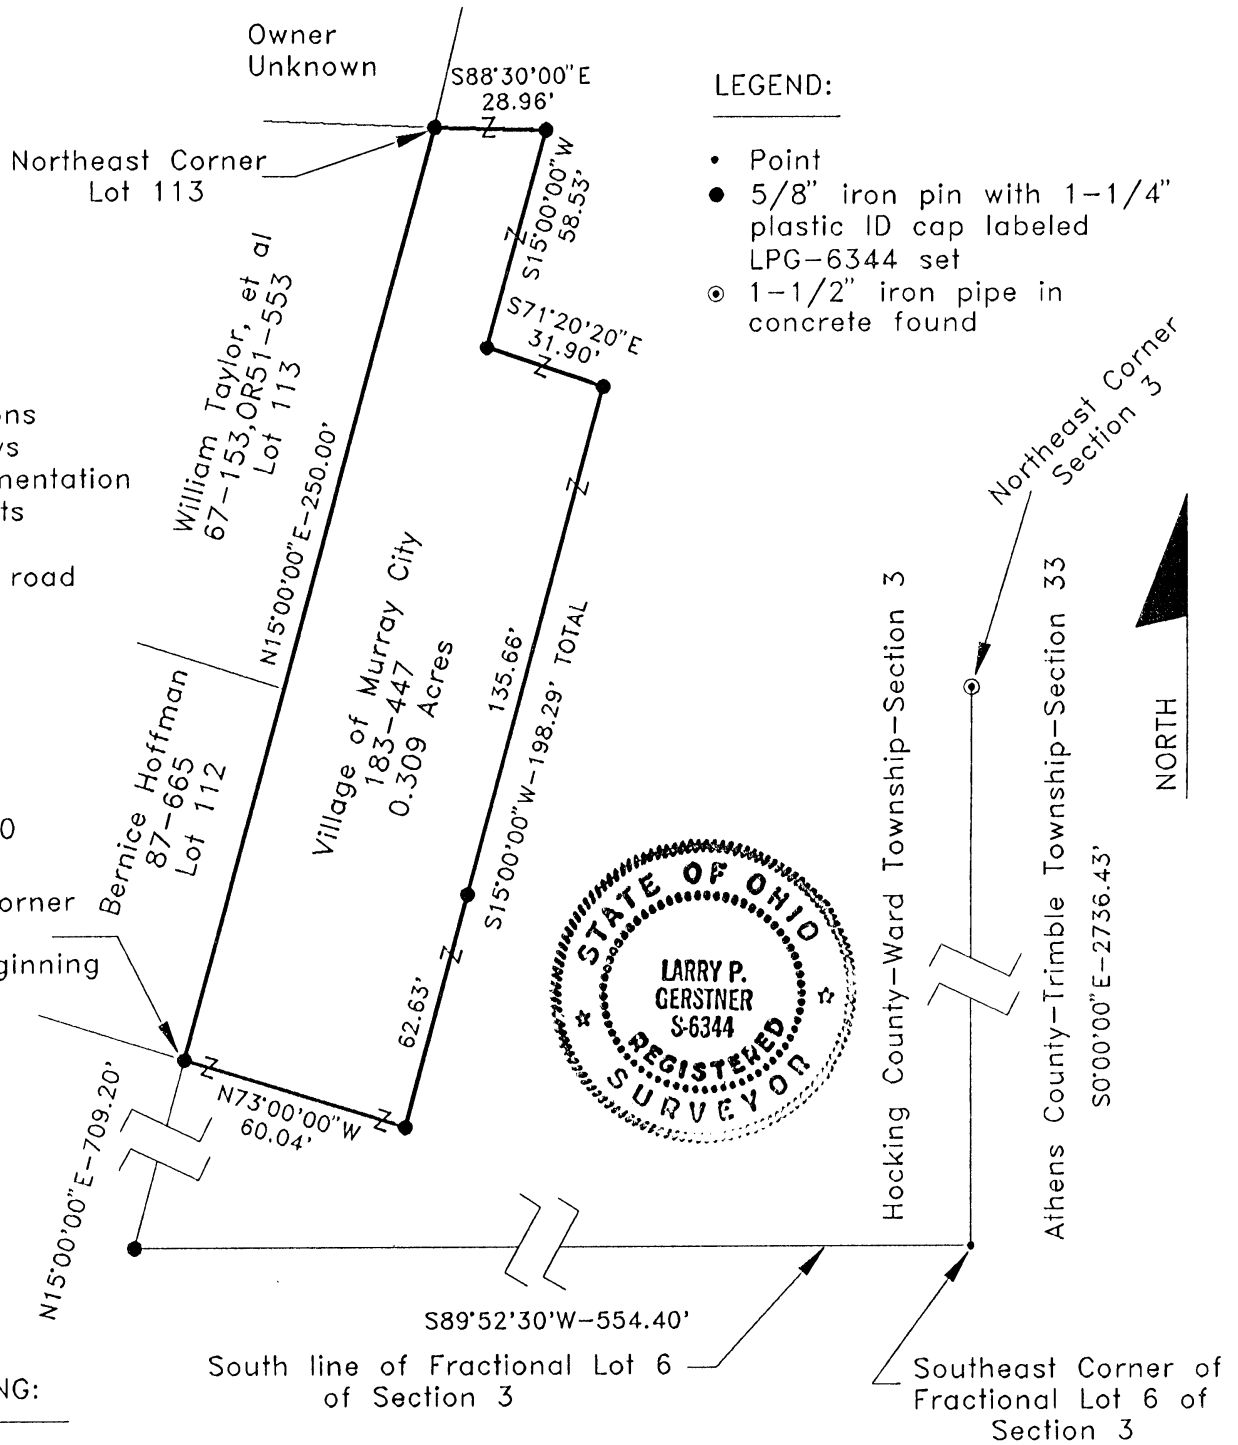 Owner
Unknown
S88°30'00"E
28.96'
LEGEND:
Northeast Corner
Lot 113
S15°00'00"W
58.53'
Point
5/8" iron pin with 1-1/4"
plastic ID cap labeled
LPG-6344 set
1-1/2" iron pipe in
concrete found
S71°20'20"E
31.90'
William Taylor, et al
67-153,OR51-553
Lot 113
Northeast Corner
Section 3
ns
ys
mentation
ts
road
N15°00'00"E-250.00'
Village of Murray City
183-447
0.309 Acres
135.66'
S15°00'00"W-198.29' TOTAL
Hocking County-Ward Township-Section 3
Athens County-Trimble Township-Section 33
S0°00'00"E-2736.43'
NORTH
Bernice Hoffman
87-665
Lot 112
0
orner
ginning
62.63'
STATE OF OHIO
LARRY P.
GERSTNER
S-6344
REGISTERED
SURVEYOR
N73°00'00"W
60.04'
N15°00'00"E-709.20'
S89°52'30'W-554.40'
South line of Fractional Lot 6
of Section 3
Southeast Corner of
Fractional Lot 6 of
Section 3
NG: